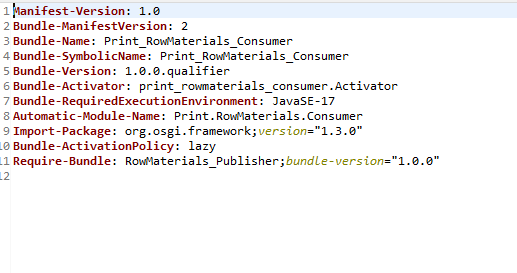 1 Manifest-Version: 1.0
2 Bundle-ManifestVersion: 2
3 Bundle-Name: Print_RowMaterials_Consumer
4 Bundle-SymbolicName: Print_RowMaterials_Consumer
5 Bundle-Version: 1.0.0.qualifier
6 Bundle-Activator: print_rowmaterials_consumer.Activator
7 Bundle-RequiredExecutionEnvironment: JavaSE-17
8 Automatic-Module-Name: Print.RowMaterials.Consumer
9 Import-Package: org.osgi.framework;version="1.3.0"
10 Bundle-ActivationPolicy: lazy
11 Require-Bundle: RowMaterials_Publisher;bundle-version="1.0.0"
12